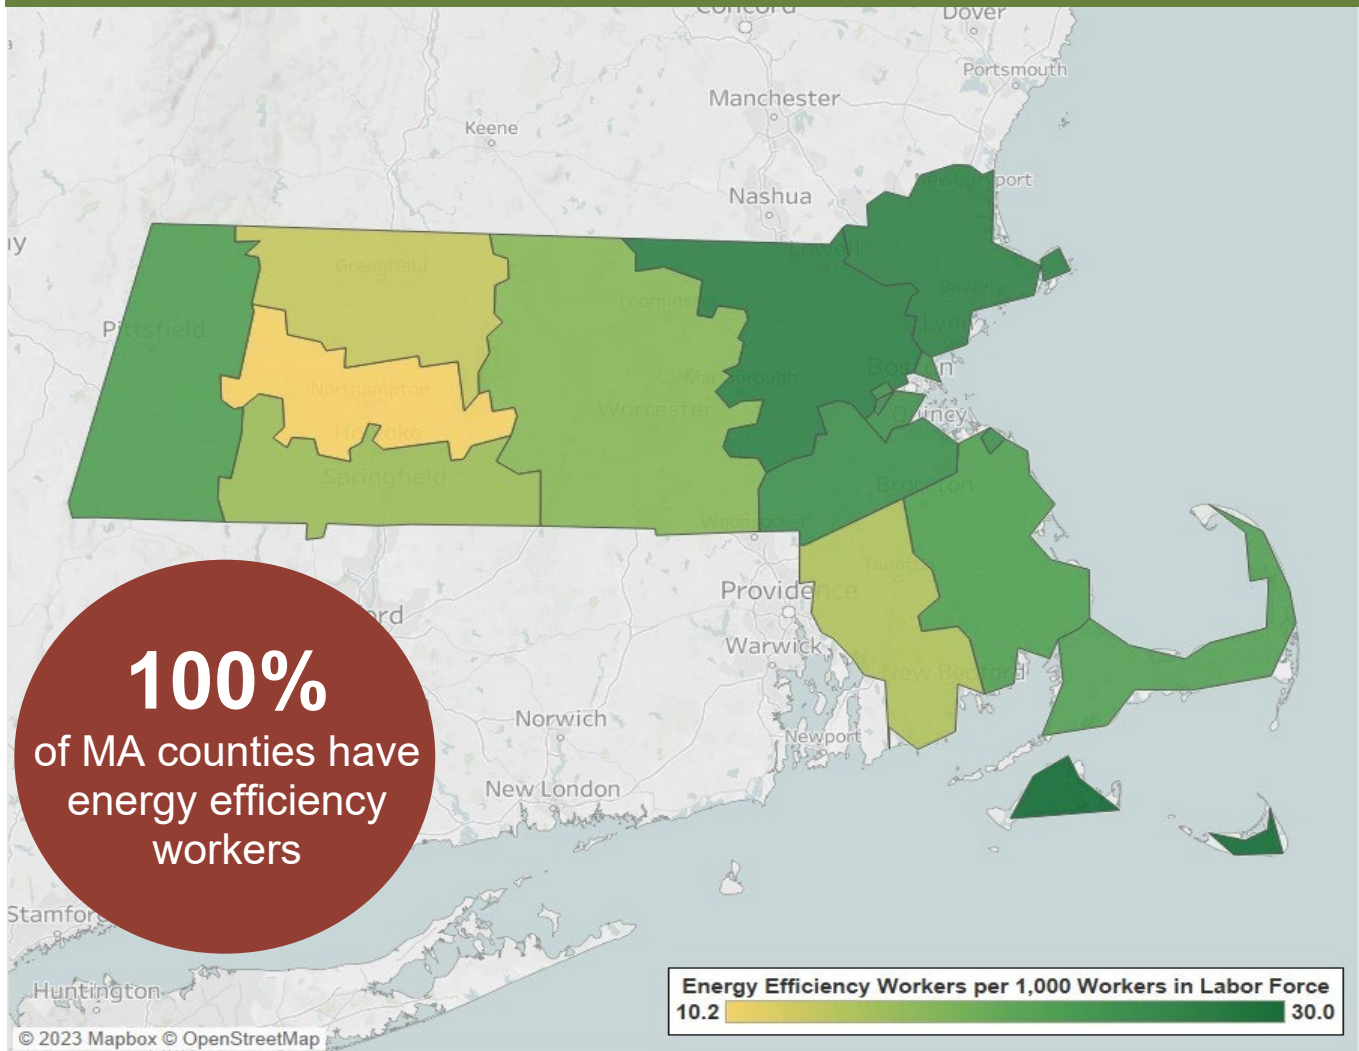 Concord
Dover
Portsmouth
Manchester
Keene
Nashua
Newburyport
Lowell
Greenfield
Leominster
Beverly
Pittsfield
Lynn
Boston
Marlborough
Northampton
Worcester
Quincy
Holyoke
Springfield
Brockton
Woonsocket
Taunton
Providence
ord
Warwick
New Bedford
100%
of MA counties have
energy efficiency
workers
Norwich
Newport
New London
Stamford
Energy Efficiency Workers per 1,000 Workers in Labor Force
10.2
30.0
Huntington
© 2023 Mapbox © OpenStreetMap